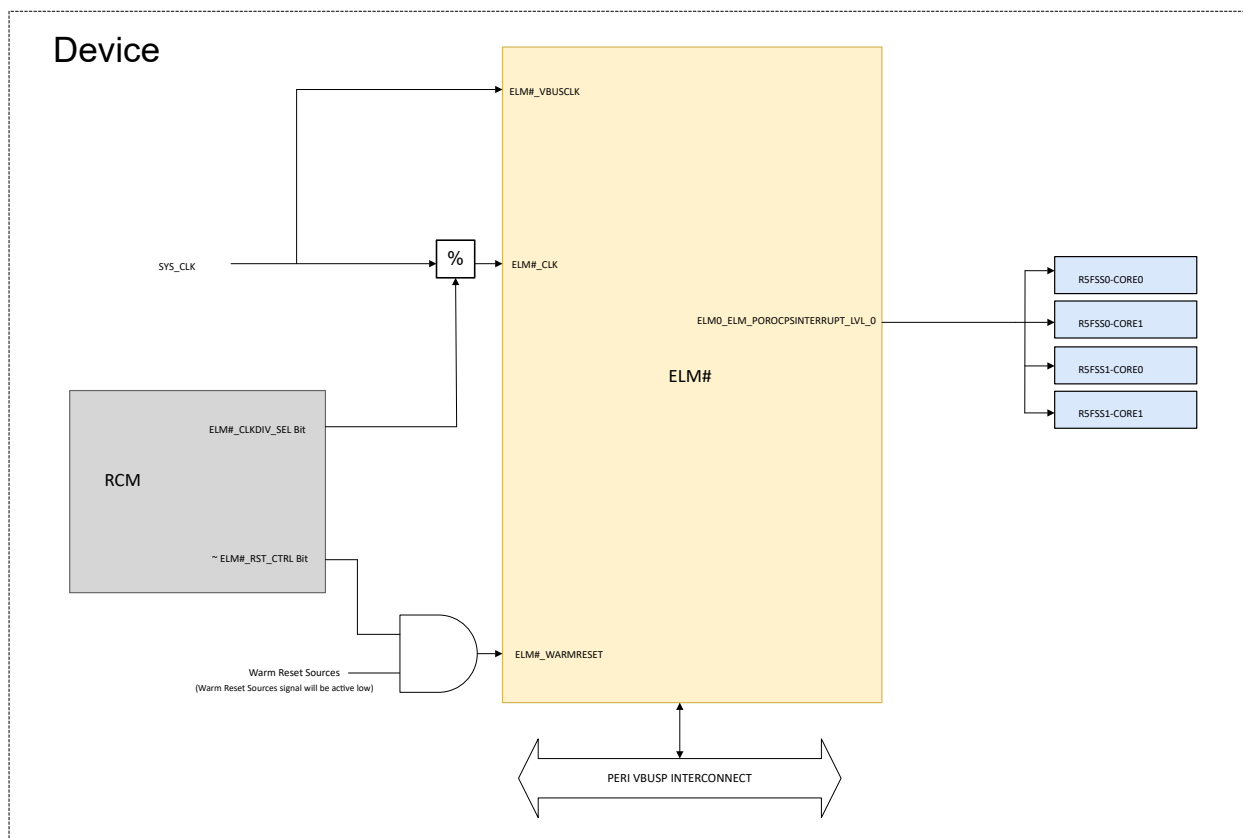 Device
ELM#_VBUSCLK
SYS_CLK
%
ELM#_CLK
R5FSS0-CORE0
ELM0_ELM_POROCPSINTERRUPT_LVL_0
R5FSS0-CORE1
ELM#
R5FSS1-CORE0
R5FSS1-CORE1
ELM#_CLKDIV_SEL Bit
RCM
~ ELM#_RST_CTRL Bit
ELM#_WARMRESET
Warm Reset Sources
(Warm Reset Sources signal will be active low)
PERI VBUSP INTERCONNECT